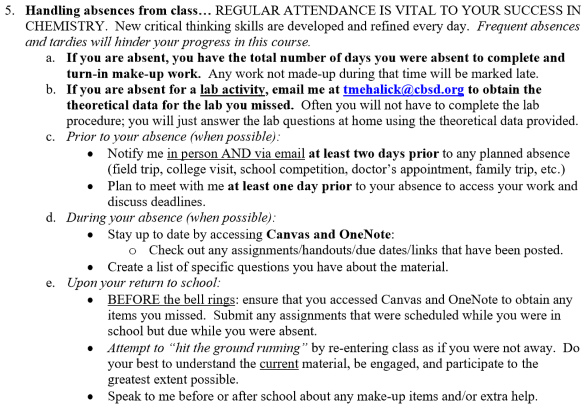 5. Handling absences from class… REGULAR ATTENDANCE IS VITAL TO YOUR SUCCESS IN
CHEMISTRY. New critical thinking skills are developed and refined every day. Frequent absences
and tardies will hinder your progress in this course.
a. If you are absent, you have the total number of days you were absent to complete and
turn-in make-up work. Any work not made-up during that time will be marked late.
b. If you are absent for a lab activity, email me at tmehalick@cbsd.org to obtain the
theoretical data for the lab you missed. Often you will not have to complete the lab
procedure; you will just answer the lab questions at home using the theoretical data provided.
c. Prior to your absence (when possible):
• Notify me in person AND via email at least two days prior to any planned absence
(field trip, college visit, school competition, doctor's appointment, family trip, etc.)
• Plan to meet with me at least one day prior to your absence to access your work and
discuss deadlines.
d. During your absence (when possible):
• Stay up to date by accessing Canvas and OneNote:
o Check out any assignments/handouts/due dates/links that have been posted.
• Create a list of specific questions you have about the material.
e. Upon your return to school:
• BEFORE the bell rings: ensure that you accessed Canvas and OneNote to obtain any
items you missed. Submit any assignments that were scheduled while you were in
school but due while you were absent.
• Attempt to "hit the ground running" by re-entering class as if you were not away. Do
your best to understand the current material, be engaged, and participate to the
greatest extent possible.
• Speak to me before or after school about any make-up items and/or extra help.